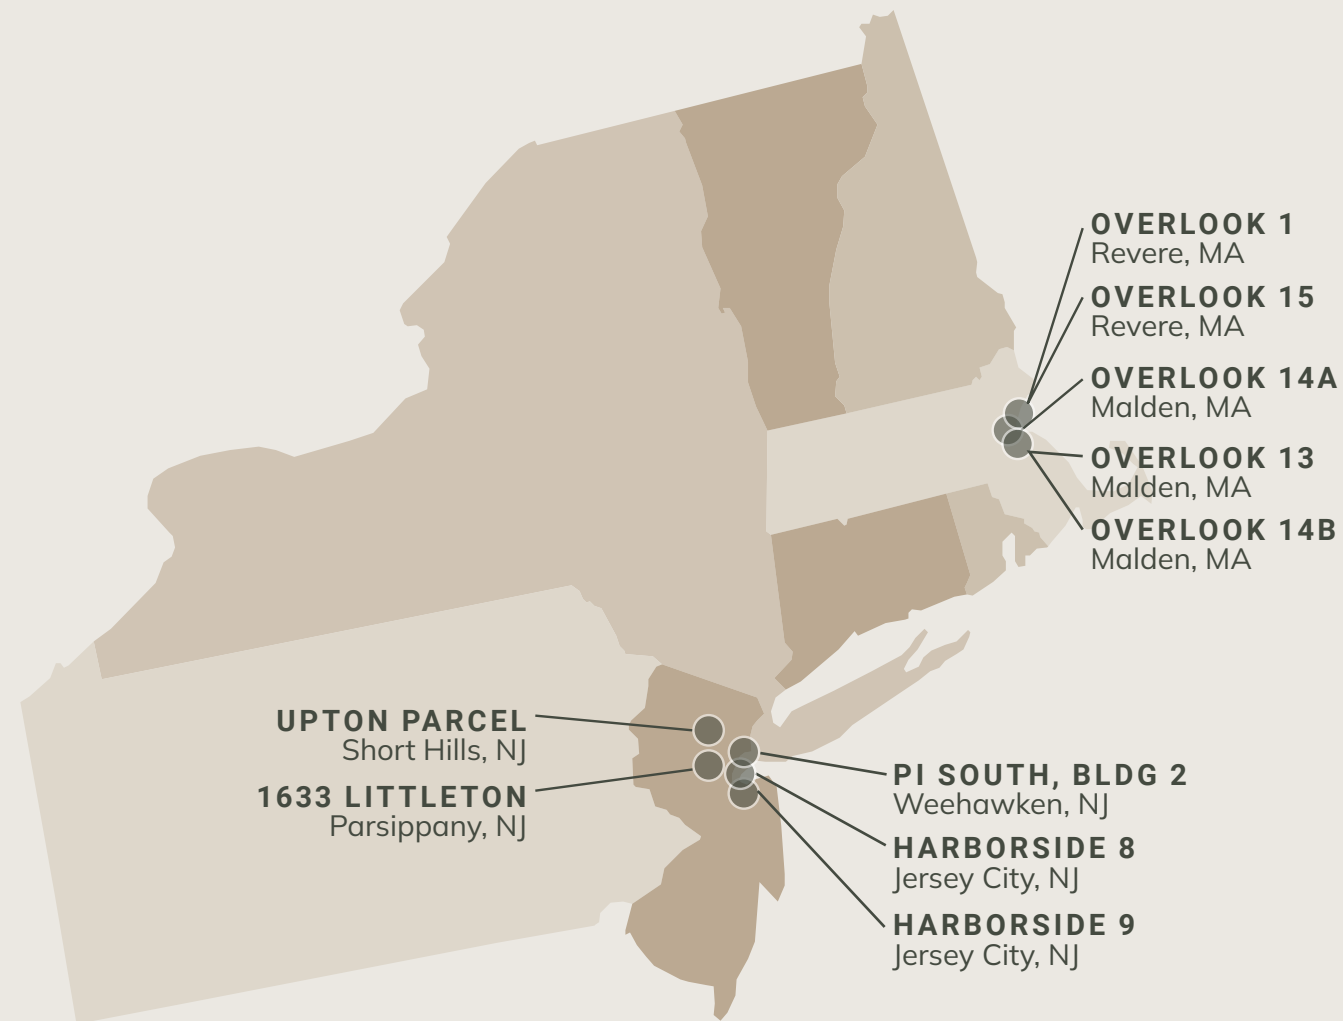 OVERLOOK 1
Revere, MA
OVERLOOK 15
Revere, MA
OVERLOOK 14A
Malden, MA
OVERLOOK 13
Malden, MA
OVERLOOK 14B
Malden, MA
UPTON PARCEL
Short Hills, NJ
1633 LITTLETON
Parsippany, NJ
PI SOUTH, BLDG 2
Weehawken, NJ
HARBORSIDE 8
Jersey City, NJ
HARBORSIDE 9
Jersey City, NJ